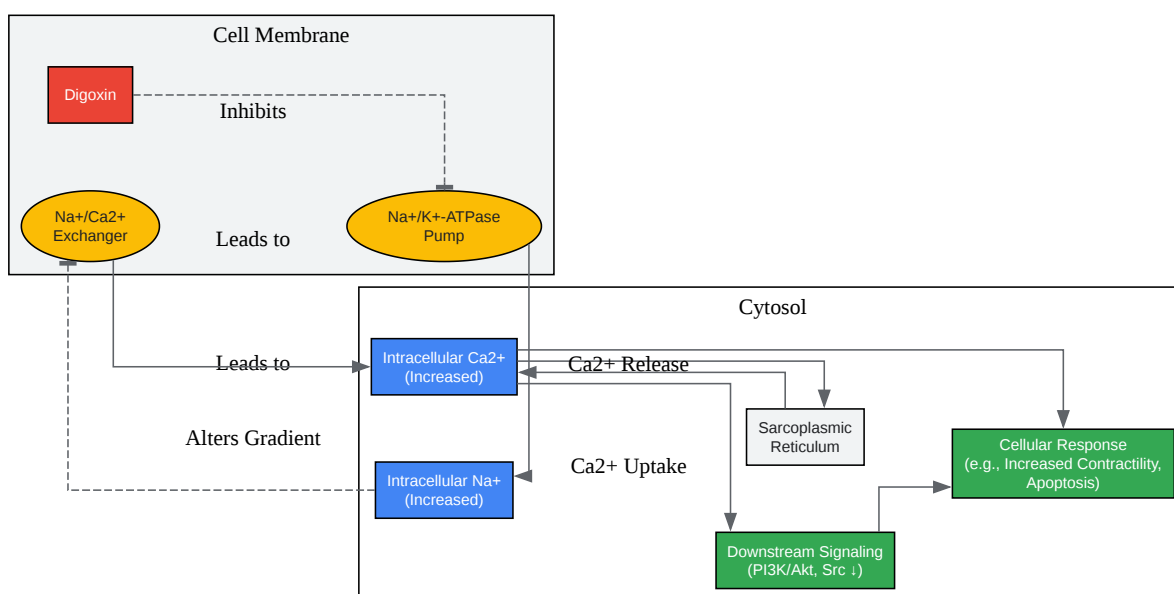 Cell Membrane
Digoxin
Inhibits
Na+/Ca2+
Exchanger
Leads to
Na+/K+-ATPase
Pump
Cytosol
Leads to
Intracellular Ca2+
(Increased)
Ca2+ Release
Sarcoplasmic
Reticulum
Alters Gradient
Intracellular Na+
(Increased)
Ca2+ Uptake
Cellular Response
(e.g., Increased Contractility,
Apoptosis)
Downstream Signaling
(PI3K/Akt, Src ↓)